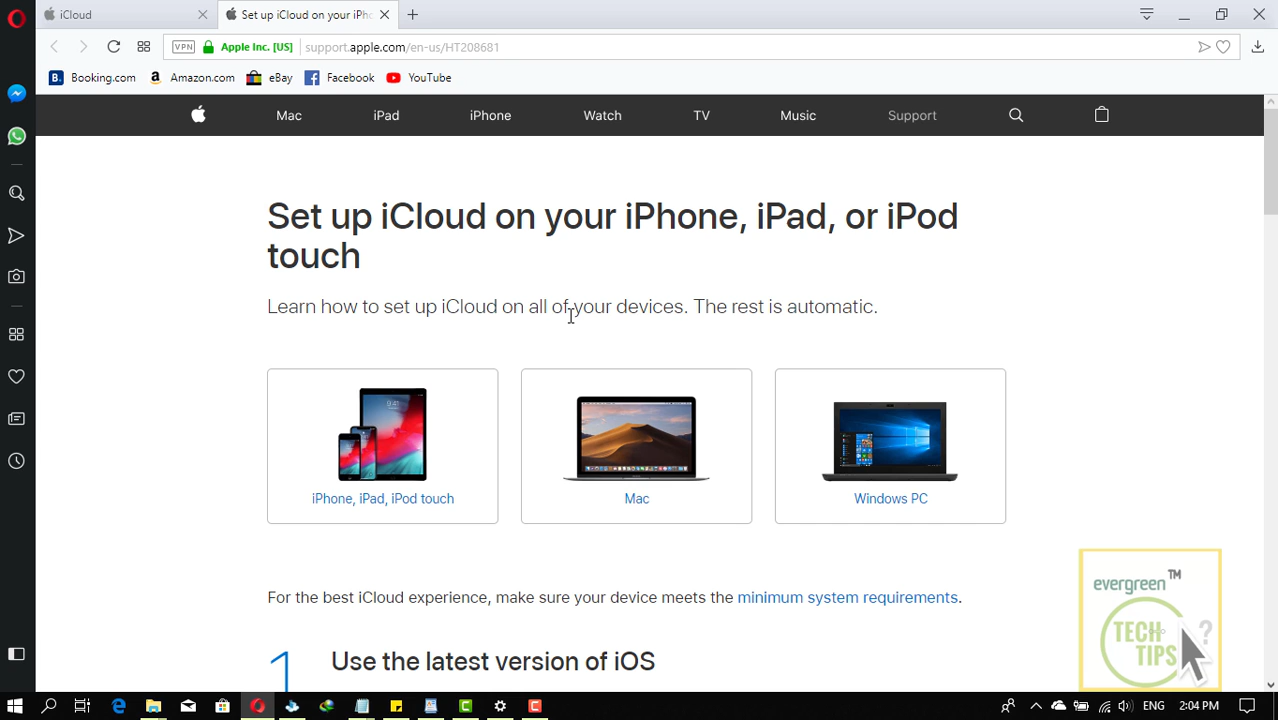 iCloud
Set up iCloud on your iPho
VPN Apple Inc. [US] support.apple.com/en-us/HT208681
B. Booking.com a Amazon.com eBay Facebook YouTube
Mac iPad iPhone Watch TV Music Support
Set up iCloud on your iPhone, iPad, or iPod
touch
Learn how to set up iCloud on all of your devices. The rest is automatic.
9:41
iPhone, iPad, iPod touch
Mac
Windows PC
For the best iCloud experience, make sure your device meets the minimum system requirements.
1 Use the latest version of iOS
evergreen™
TECH
TIPS
?
2:04 PM